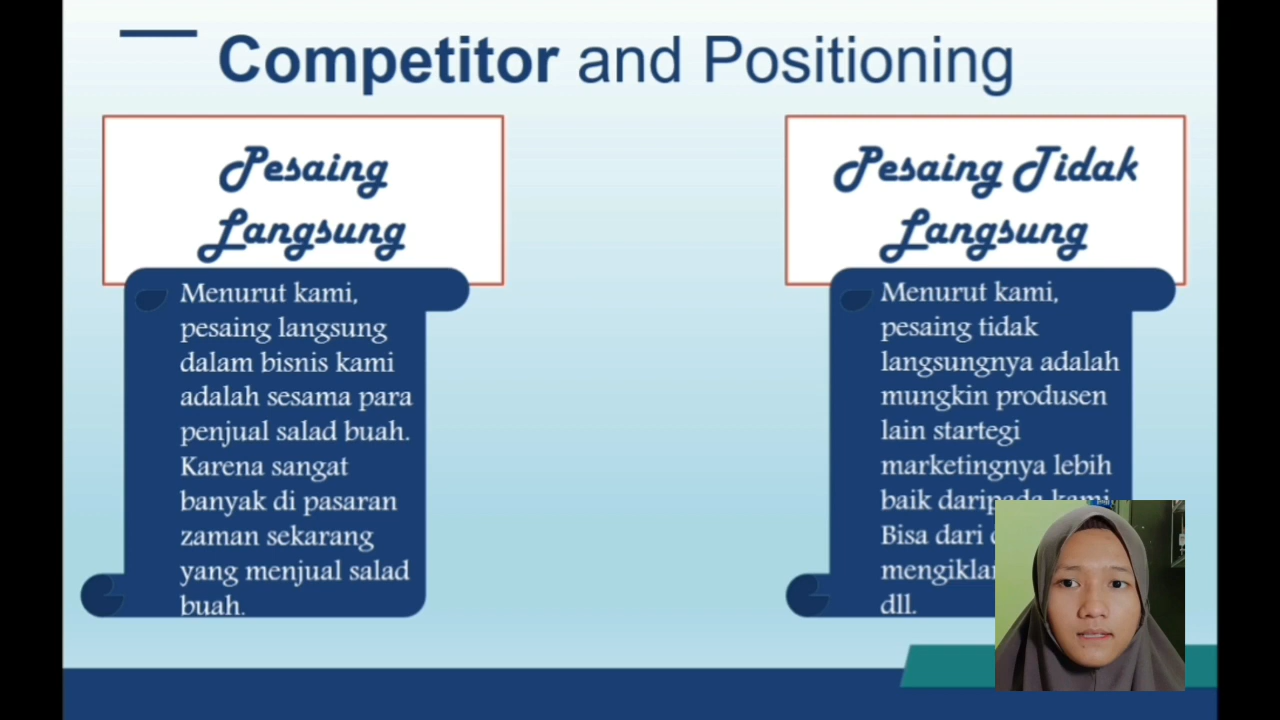 Competitor and Positioning
Pesaing
Langsung
Menurut kami,
pesaing langsung
dalam bisnis kami
adalah sesama para
penjual salad buah.
Karena sangat
banyak di pasaran
zaman sekarang
yang menjual salad
buah.
Pesaing Tidak
Langsung
Menurut kami,
pesaing tidak
langsungnya adalah
mungkin produsen
lain startegi
marketingnya lebih
baik daripada kami.
Bisa dari
dll.